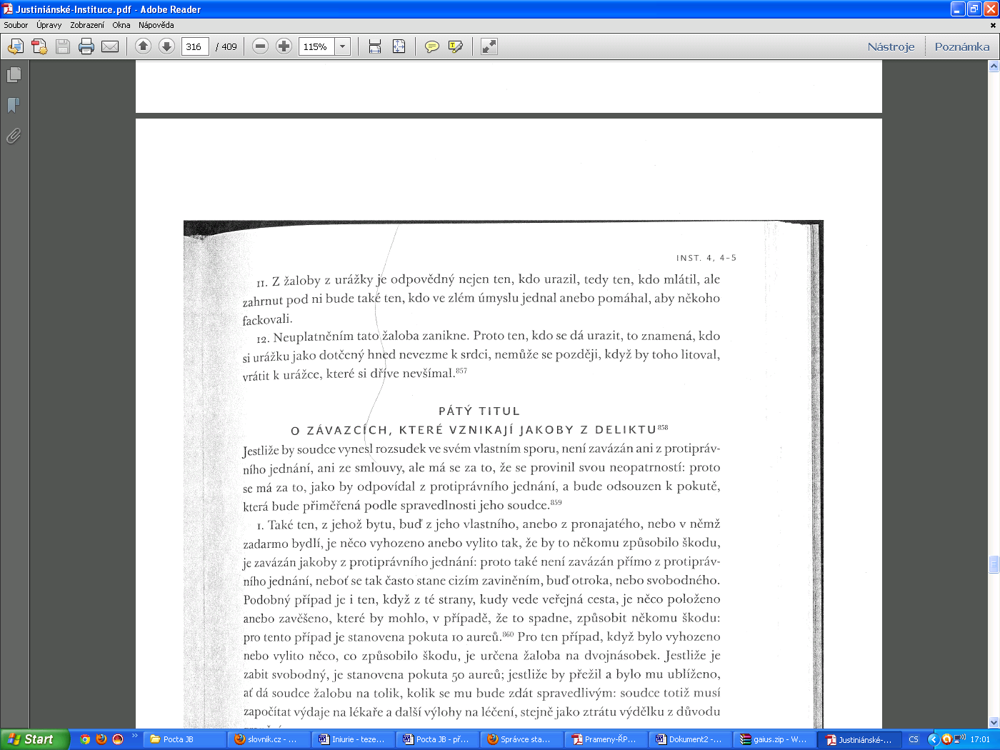 Justiniánské-Instituce.pdf - Adobe Reader
Soubor Úpravy Zobrazení Okna Nápověda
316 / 409 115% Nástroje Poznámka
INST. 4, 4–5
11. Z žaloby z urážky je odpovědný nejen ten, kdo urazil, tedy ten, kdo mlátil, ale
zahrnut pod ni bude také ten, kdo ve zlém úmyslu jednal anebo pomáhal, aby někoho
fackovali.
12. Neuplatněním tato žaloba zanikne. Proto ten, kdo se dá urazit, to znamená, kdo
si urážku jako dotčený hned nevezme k srdci, nemůže se později, když by toho litoval,
vrátit k urážce, které si dříve nevšímal.857
PÁTÝ TITUL
O ZÁVAZCÍCH, KTERÉ VZNIKAJÍ JAKOBY Z DELIKTU858
Jestliže by soudce vynesl rozsudek ve svém vlastním sporu, není zavázán ani z protipráv-
ního jednání, ani ze smlouvy, ale má se za to, že se provinil svou neopatrností: proto
se má za to, jako by odpovídal z protiprávního jednání, a bude odsouzen k pokutě,
která bude přiměřená podle spravedlnosti jeho soudce.859
1. Také ten, z jehož bytu, buď z jeho vlastního, anebo z pronajatého, nebo v němž
zadarmo bydlí, je něco vyhozeno anebo vylito tak, že by to někomu způsobilo škodu,
je zavázán jakoby z protiprávního jednání: proto také není zavázán přímo z protipráv-
ního jednání, neboť se tak často stane cizím zaviněním, buď otroka, nebo svobodného.
Podobný případ je i ten, když z té strany, kudy vede veřejná cesta, je něco položeno
anebo zavěšeno, které by mohlo, v případě, že to spadne, způsobit někomu škodu:
pro tento případ je stanovena pokuta 10 aureů.860 Pro ten případ, když bylo vyhozeno
nebo vylito něco, co způsobilo škodu, je určena žaloba na dvojnásobek. Jestliže je
zabit svobodný, je stanovena pokuta 50 aureů; jestliže by přežil a bylo mu ublíženo,
ať dá soudce žalobu na tolik, kolik se mu bude zdát spravedlivým: soudce totiž musí
započítat výdaje na lékaře a další výlohy na léčení, stejně jako ztrátu výdělku z důvodu
Start Pocta JB slovnik.cz - ... Iniurie - teze... Pocta JB - př... Správce sta... Prameny-ŘP... Dokument2 - ... gaius.zip - W... Justiniánské-... CS 17:01